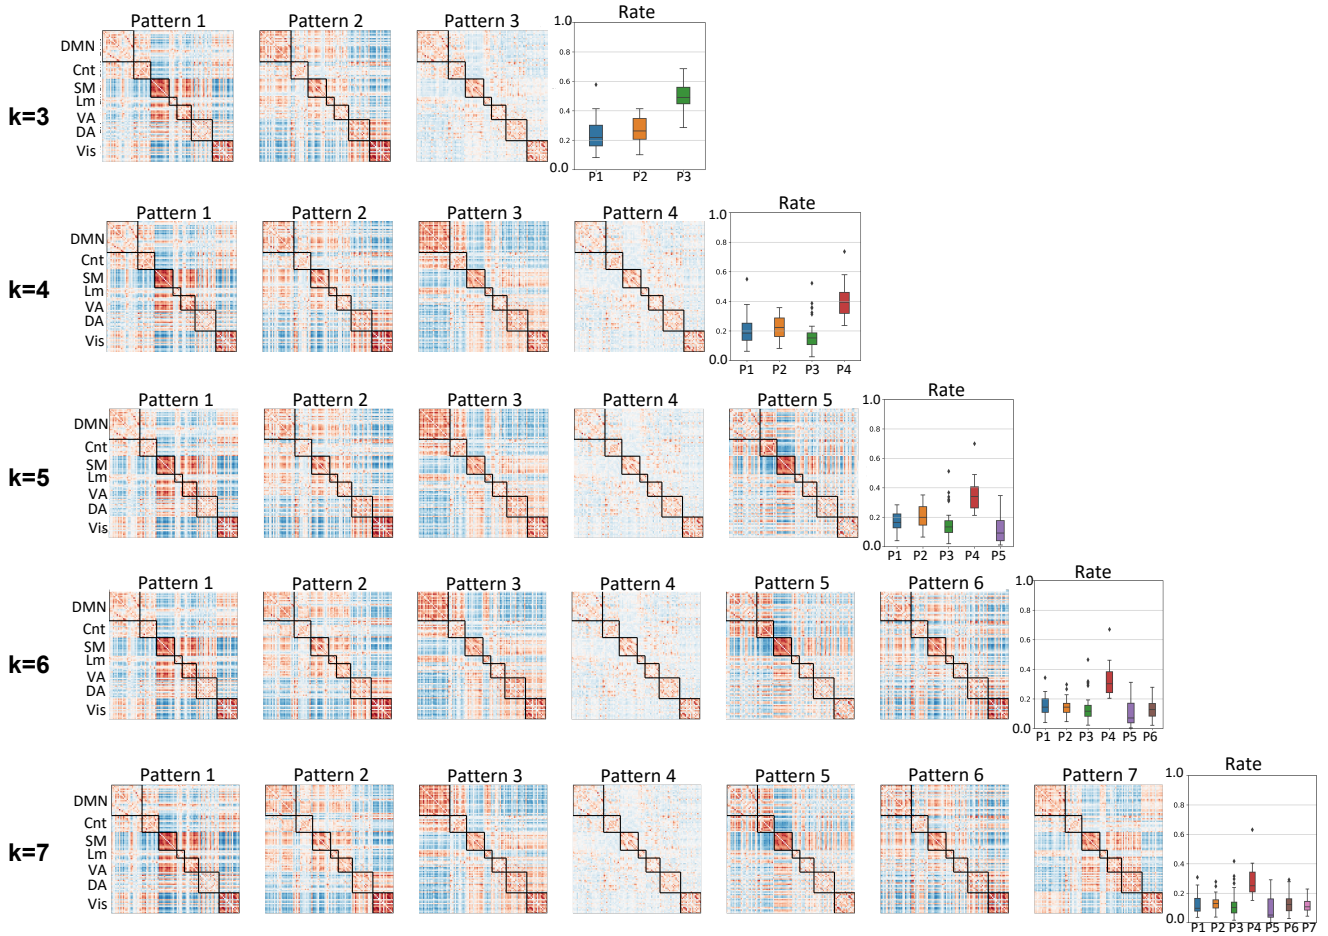 Pattern 1 Pattern 2 Pattern 3 Rate
k=3
DMN
Cnt
SM
Lm
VA
DA
Vis
1.0
0.8
0.6
0.4
0.2
0.0
P1 P2 P3
Pattern 1 Pattern 2 Pattern 3 Pattern 4 Rate
k=4
DMN
Cnt
SM
Lm
VA
DA
Vis
1.0
0.8
0.6
0.4
0.2
0.0
P1 P2 P3 P4
Pattern 1 Pattern 2 Pattern 3 Pattern 4 Pattern 5 Rate
k=5
DMN
Cnt
SM
Lm
VA
DA
Vis
1.0
0.8
0.6
0.4
0.2
0.0
P1 P2 P3 P4 P5
Pattern 1 Pattern 2 Pattern 3 Pattern 4 Pattern 5 Pattern 6 Rate
k=6
DMN
Cnt
SM
Lm
VA
DA
Vis
1.0
0.8
0.6
0.4
0.2
0.0
P1 P2 P3 P4 P5 P6
Pattern 1 Pattern 2 Pattern 3 Pattern 4 Pattern 5 Pattern 6 Pattern 7 Rate
k=7
DMN
Cnt
SM
Lm
VA
DA
Vis
1.0
0.8
0.6
0.4
0.2
0.0
P1 P2 P3 P4 P5 P6 P7